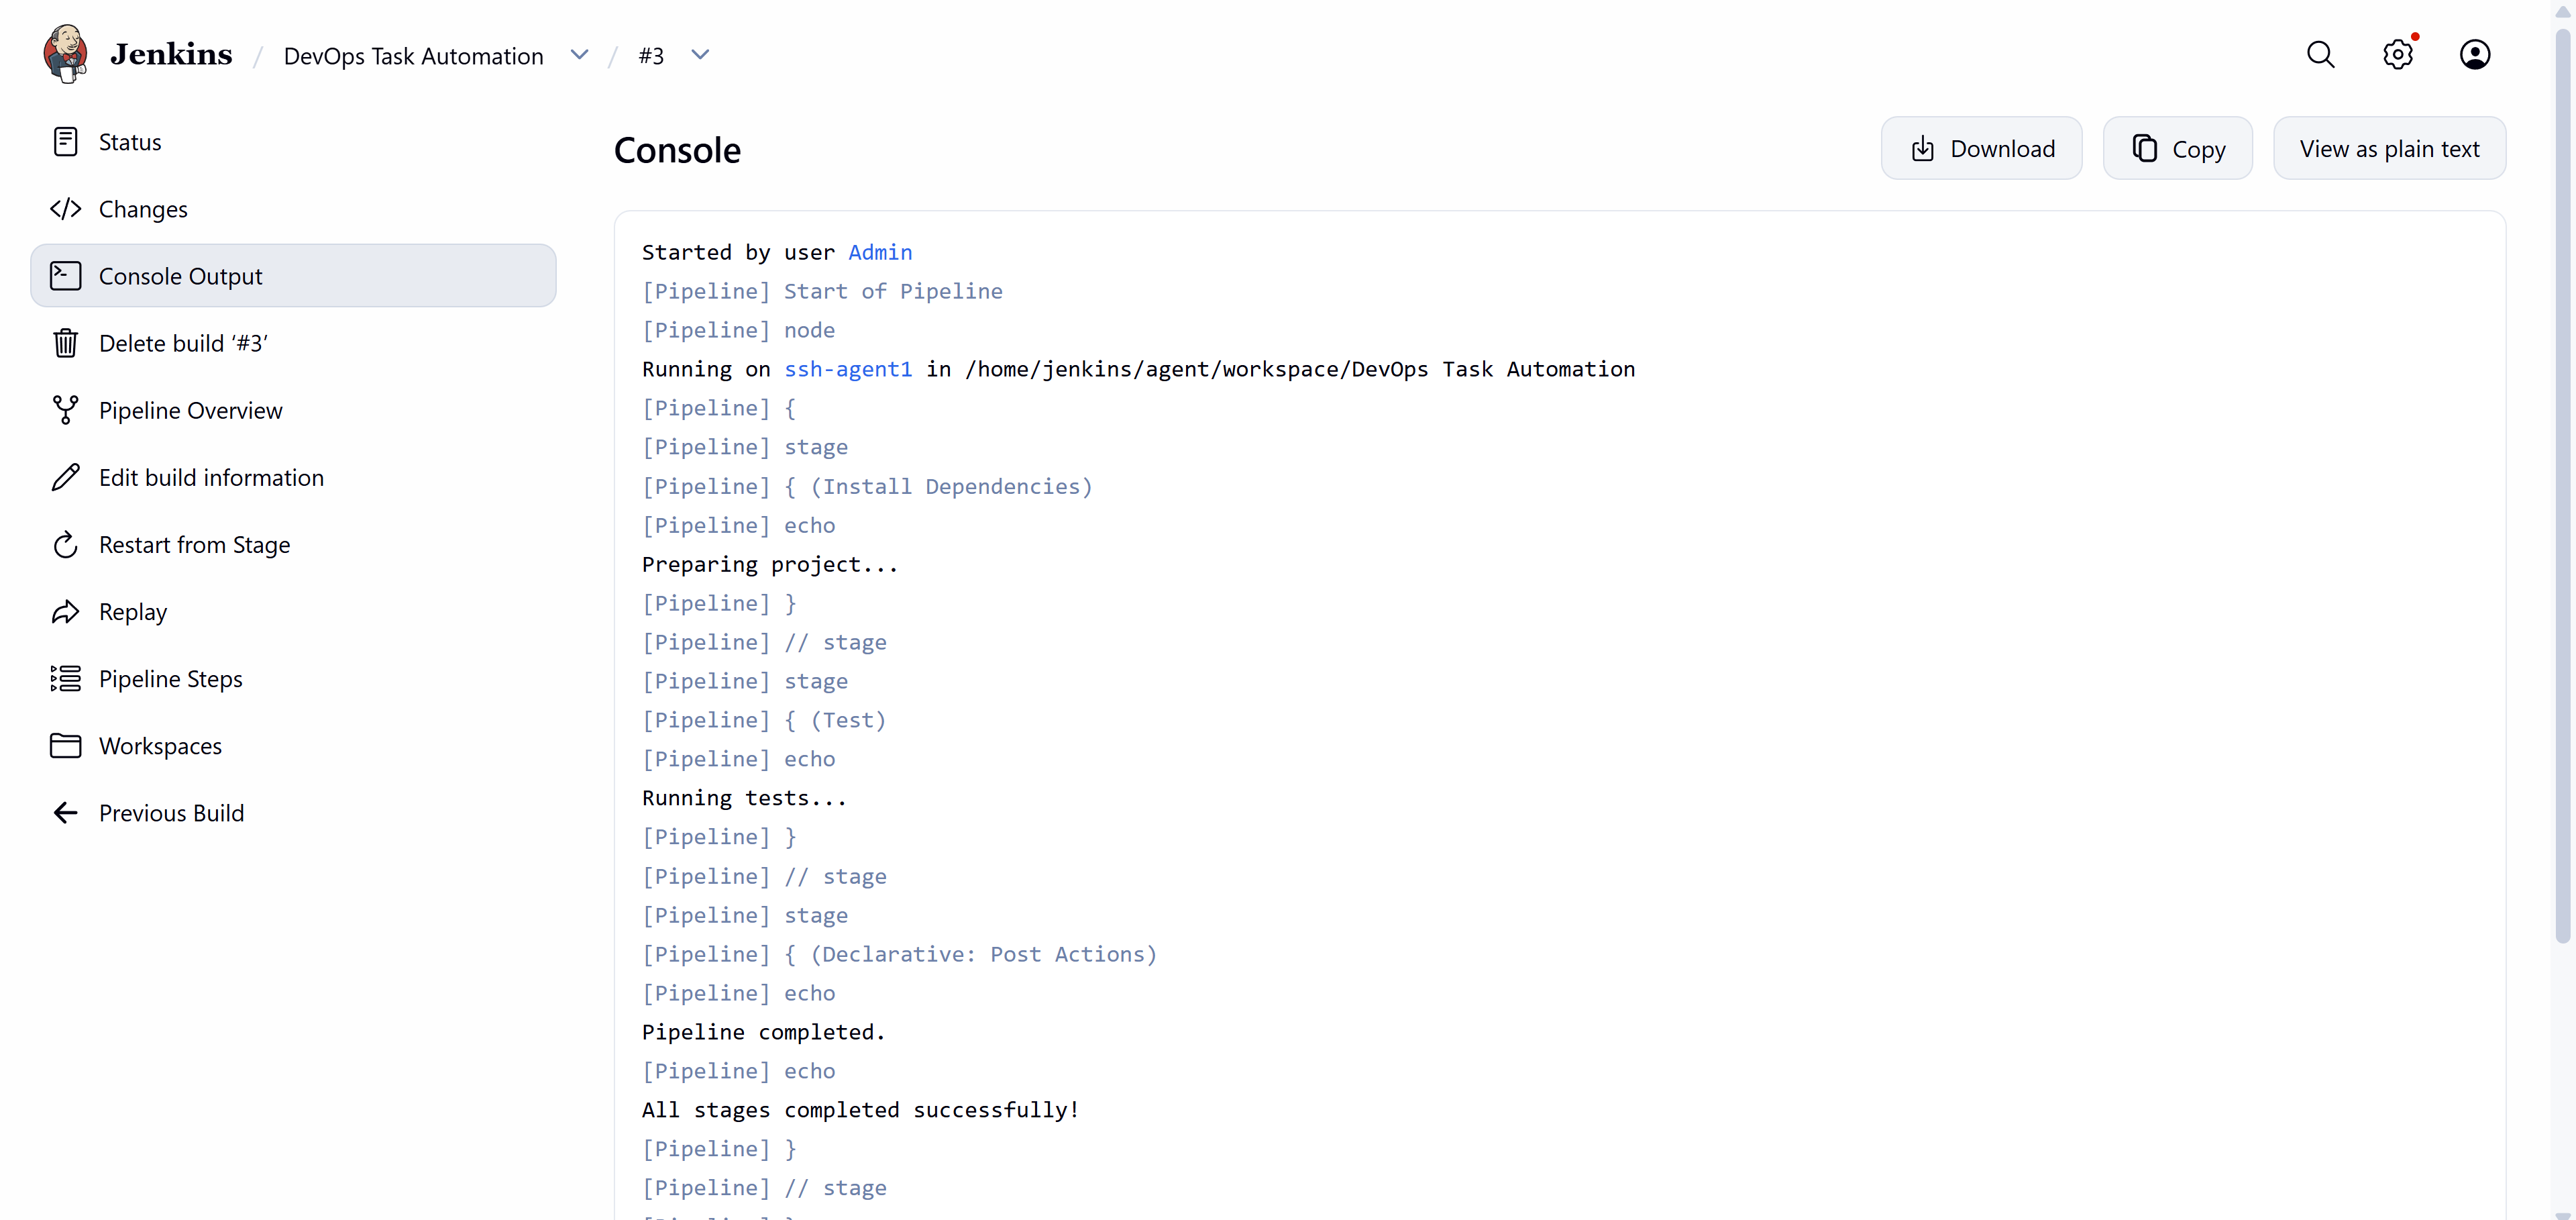 Jenkins / DevOps Task Automation / #3
Status
Changes
Console Output
Delete build ‘#3’
Pipeline Overview
Edit build information
Restart from Stage
Replay
Pipeline Steps
Workspaces
Previous Build
Console
Download
Copy
View as plain text
Started by user Admin
[Pipeline] Start of Pipeline
[Pipeline] node
Running on ssh-agent1 in /home/jenkins/agent/workspace/DevOps Task Automation
[Pipeline] {
[Pipeline] stage
[Pipeline] { (Install Dependencies)
[Pipeline] echo
Preparing project...
[Pipeline] }
[Pipeline] // stage
[Pipeline] stage
[Pipeline] { (Test)
[Pipeline] echo
Running tests...
[Pipeline] }
[Pipeline] // stage
[Pipeline] stage
[Pipeline] { (Declarative: Post Actions)
[Pipeline] echo
Pipeline completed.
[Pipeline] echo
All stages completed successfully!
[Pipeline] }
[Pipeline] // stage